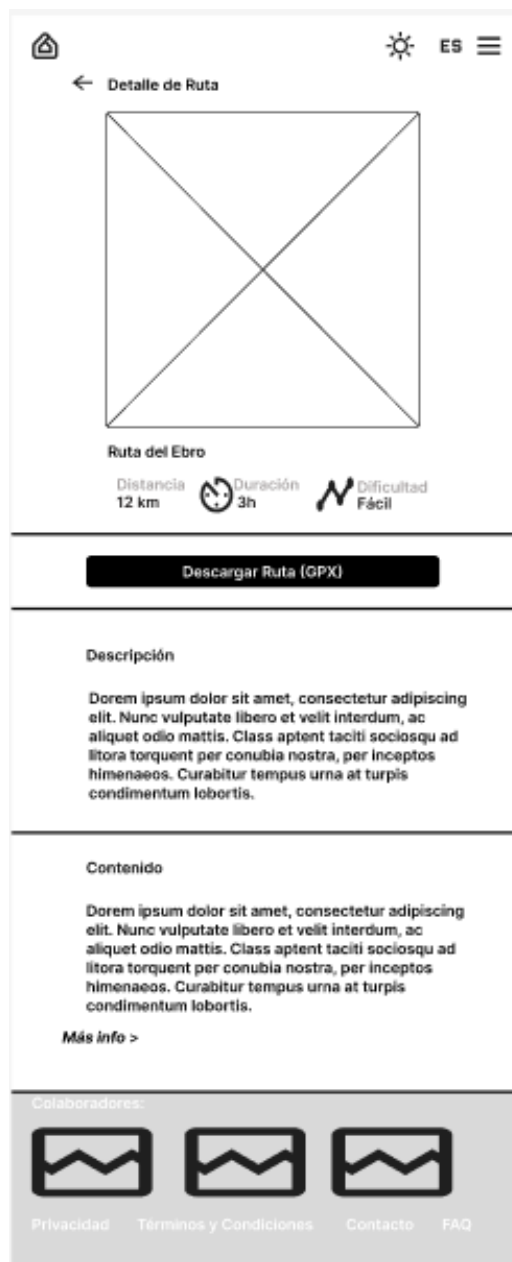 ES
Detalle de Ruta
Ruta del Ebro
Distancia
12 km
Duración
3h
Dificultad
Fácil
Descargar Ruta (GPX)
Descripción
Dorem ipsum dolor sit amet, consectetur adipiscing
elit. Nunc vulputate libero et velit interdum, ac
aliquet odio mattis. Class aptent taciti sociosqu ad
litora torquent per conubia nostra, per inceptos
himenaeos. Curabitur tempus urna at turpis
condimentum lobortis.
Contenido
Dorem ipsum dolor sit amet, consectetur adipiscing
elit. Nunc vulputate libero et velit interdum, ac
aliquet odio mattis. Class aptent taciti sociosqu ad
litora torquent per conubia nostra, per inceptos
himenaeos. Curabitur tempus urna at turpis
condimentum lobortis.
Más info >
Colaboradores:
Privacidad Términos y Condiciones Contacto FAQ